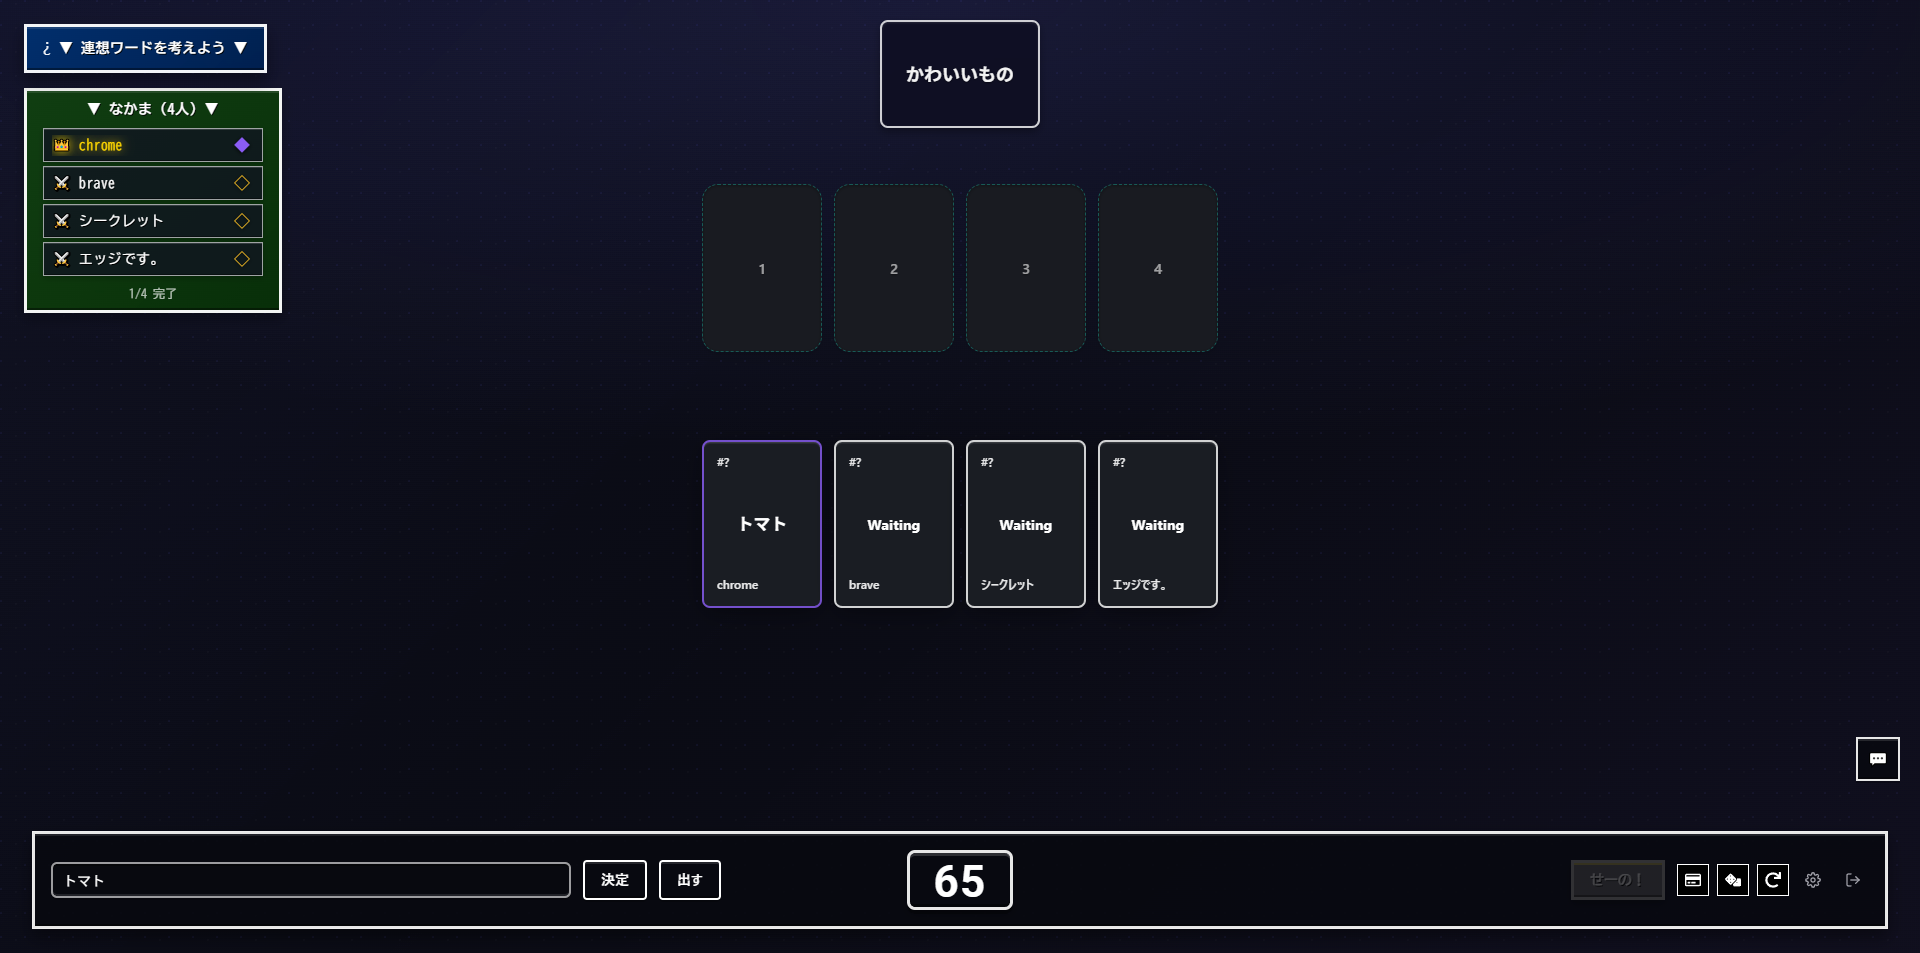 ¿ ▼ 連想ワードを考えよう ▼
かわいいもの
▼ なかま（4人）▼
chrome
brave
シークレット
エッジです。
1/4 完了
1
2
3
4
#?
トマト
chrome
#?
Waiting
brave
#?
Waiting
シークレット
#?
Waiting
エッジです。
トマト
決定
出す
65
せーの！